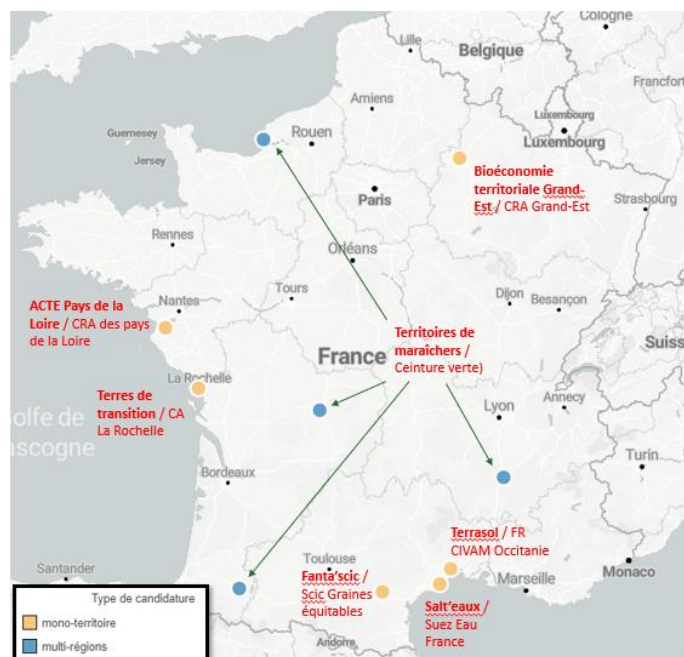 Cologne
Lille
Belgique
Francfort
Amiens
Luxembourg
Luxembourg
Guernesey
Jersey
Rouen
Bioéconomie
territoriale Grand-
Est / CRA Grand-Est
Paris
Strasbourg
Rennes
Orléans
ACTE Pays de la
Loire / CRA des pays
de la Loire
Nantes
Tours
Dijon
Besançon
Territoires de
maraîchers /
Ceinture verte)
France
Suiss
La Rochelle
Terres de
transition / CA
La Rochelle
Annecy
Lyon
Golfe de
ascogne
Turin
Bordeaux
Terrasol / FR
CIVAM Occitanie
Monaco
Santander
Toulouse
Fanta'scic /
Scic Graines
équitables
Marseille
Salt'eaux /
Suez Eau
France
Andorre
Type de candidature
mono-territoire
multi-régions